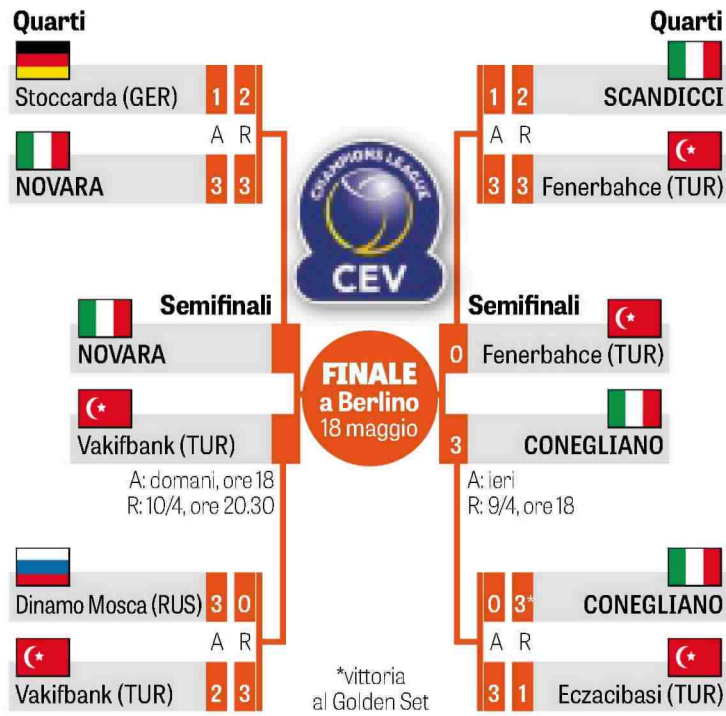 Quarti
Stoccarda (GER) 1 2
A R
NOVARA 3 3
Quarti
1 2 SCANDICCI
A R
3 3 Fenerbahce (TUR)
CHAMPIONS LEAGUE
CEV
Semifinali
NOVARA
Vakifbank (TUR)
A: domani, ore 18
R: 10/4, ore 20.30
FINALE
a Berlino
18 maggio
Semifinali
0 Fenerbahce (TUR)
3 CONEGLIANO
A: ieri
R: 9/4, ore 18
Dinamo Mosca (RUS) 3 0
A R
Vakifbank (TUR) 2 3
*vittoria
al Golden Set
0 3* CONEGLIANO
A R
3 1 Eczacibasi (TUR)